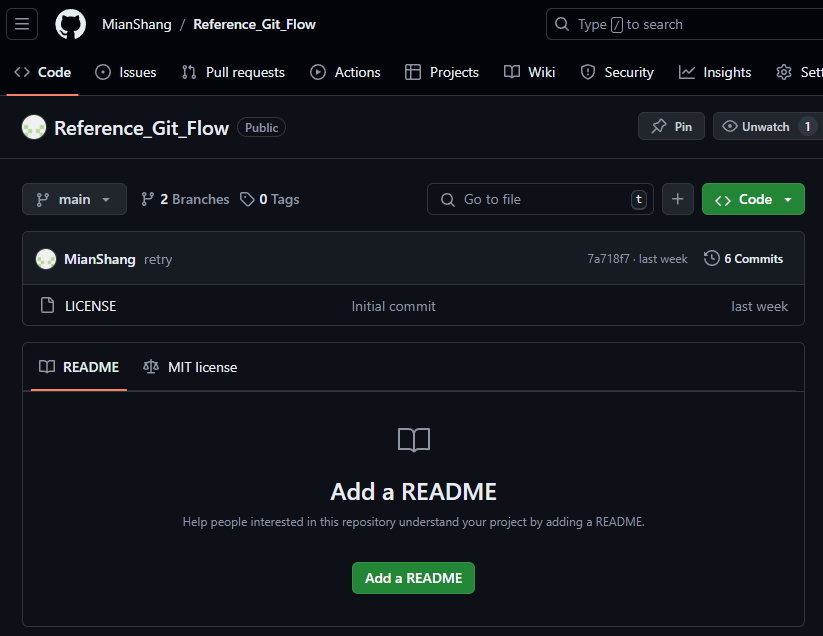 MianShang / Reference_Git_Flow
Type / to search
Code Issues Pull requests Actions Projects Wiki Security Insights Sett
Reference_Git_Flow Public
Pin Unwatch 1
main 2 Branches 0 Tags
Go to file t + Code
MianShang retry 7a718f7 · last week 6 Commits
LICENSE Initial commit last week
README MIT license
Add a README
Help people interested in this repository understand your project by adding a README.
Add a README